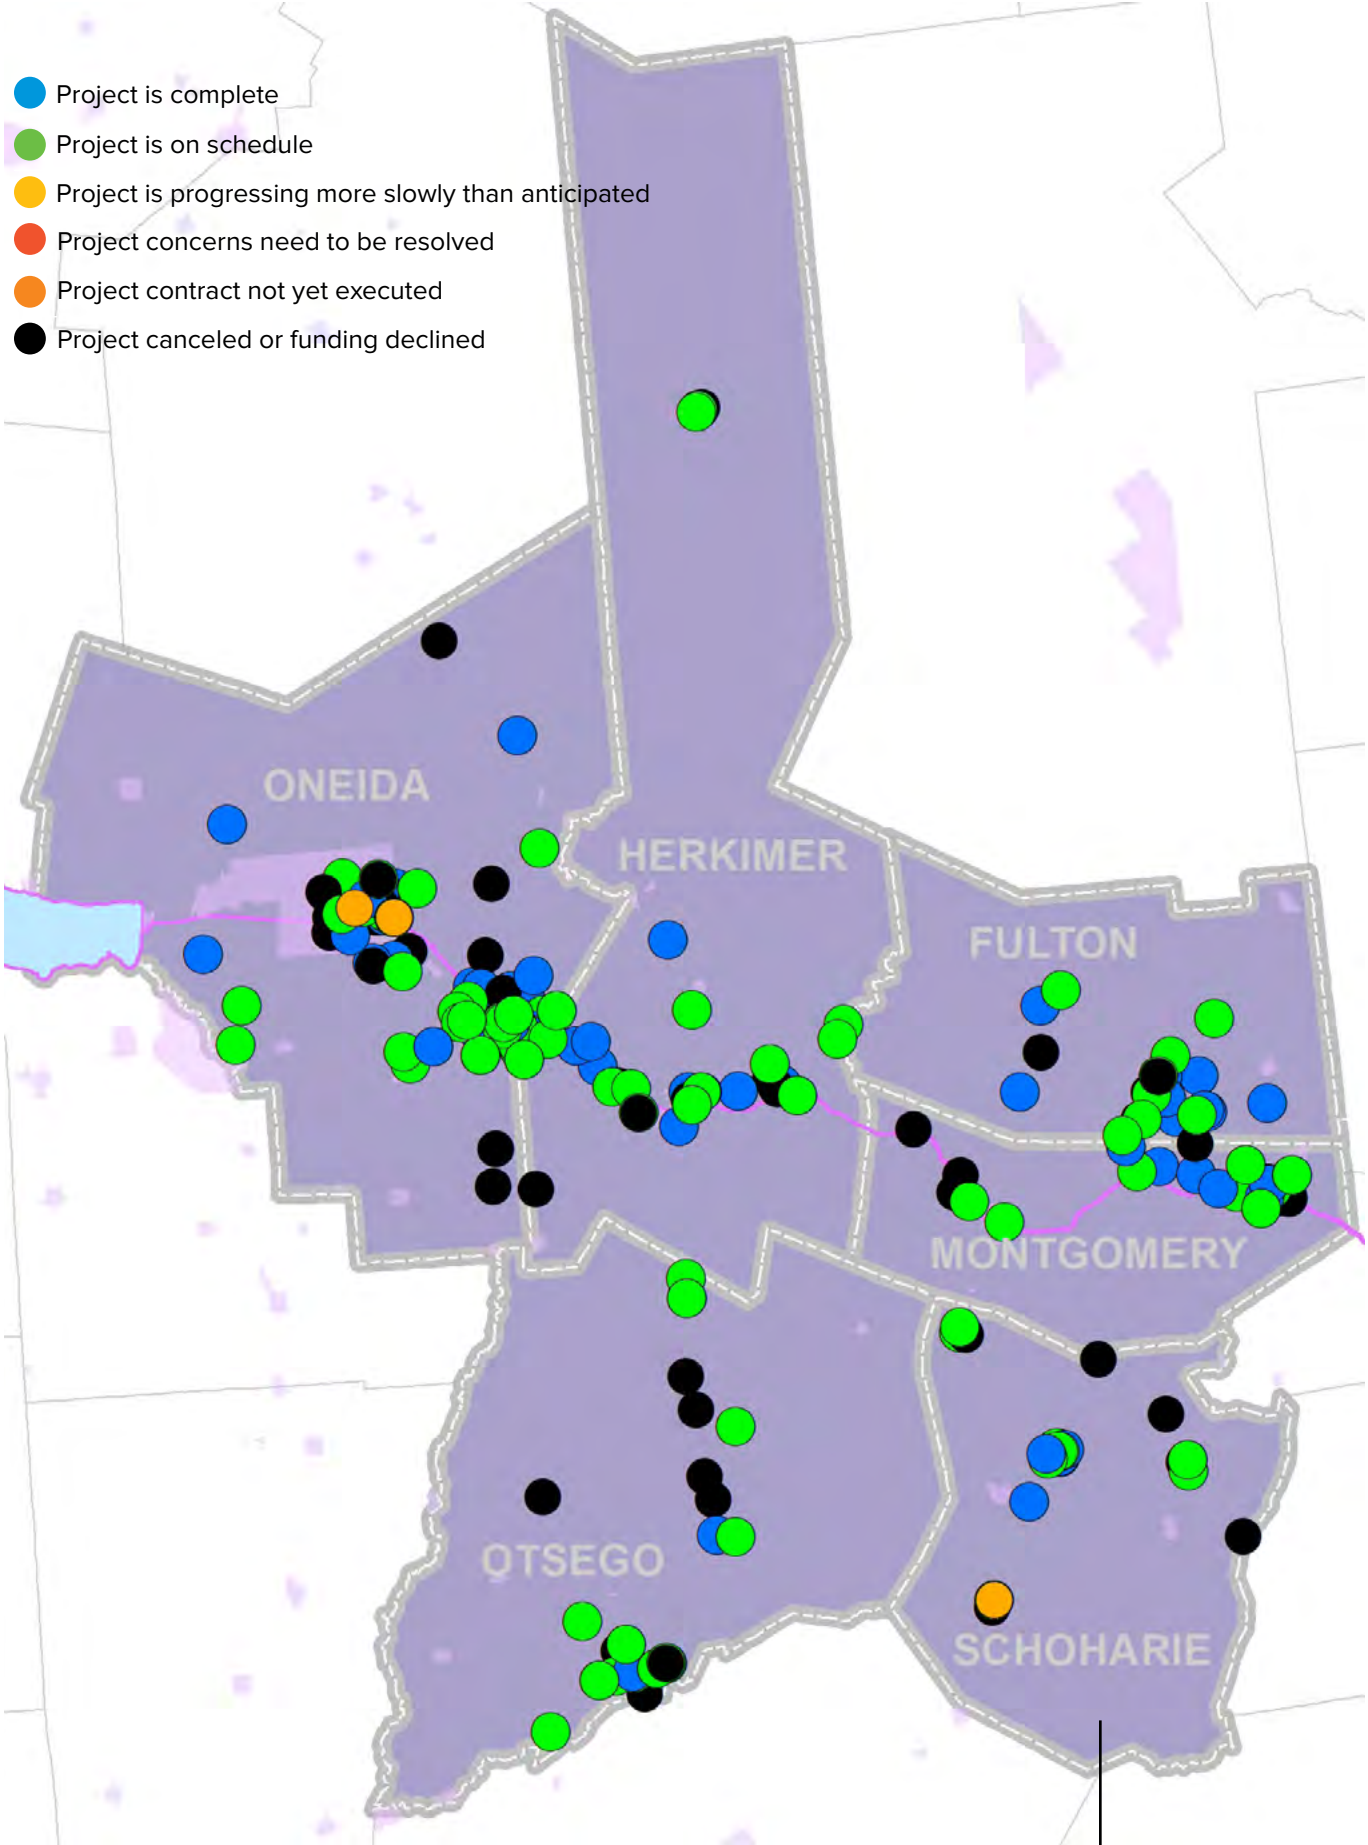 Project is complete
Project is on schedule
Project is progressing more slowly than anticipated
Project concerns need to be resolved
Project contract not yet executed
Project canceled or funding declined
ONEIDA
HERKIMER
FULTON
MONTGOMERY
OTSEGO
SCHOHARIE